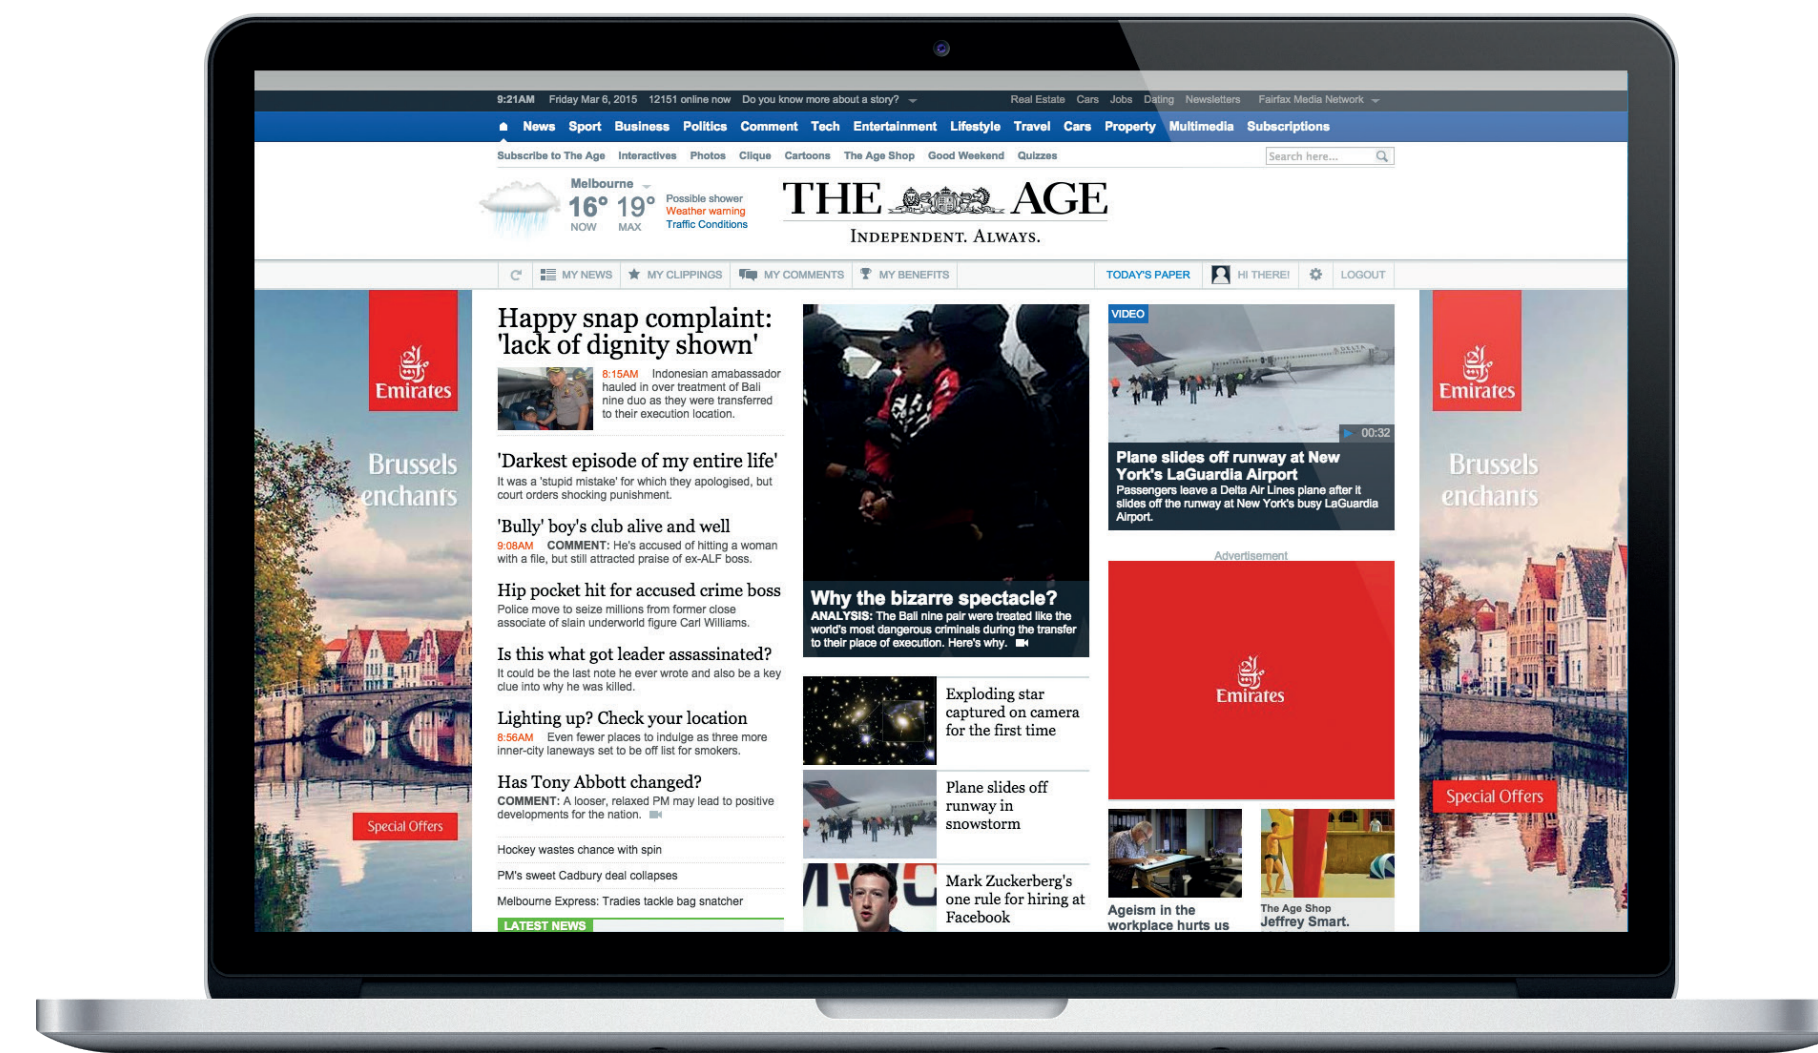 9:21AM Friday Mar 6, 2015 12151 online now Do you know more about a story? Real Estate Cars Jobs Dating Newsletters Fairfax Media Network
News Sport Business Politics Comment Tech Entertainment Lifestyle Travel Cars Property Multimedia Subscriptions
Subscribe to The Age Interactives Photos Clique Cartoons The Age Shop Good Weekend Quizzes
Search here...
Melbourne
16° 19°
NOW MAX
Possible shower
Weather warning
Traffic Conditions
THE AGE
INDEPENDENT. ALWAYS.
MY NEWS MY CLIPPINGS MY COMMENTS MY BENEFITS TODAY'S PAPER HI THERE! LOGOUT
Emirates
Brussels
enchants
Special Offers
Happy snap complaint:
'lack of dignity shown'
8:15AM Indonesian amabassador
hauled in over treatment of Bali
nine duo as they were transferred
to their execution location.
'Darkest episode of my entire life'
It was a 'stupid mistake' for which they apologised, but
court orders shocking punishment.
'Bully' boy's club alive and well
9:08AM COMMENT: He's accused of hitting a woman
with a file, but still attracted praise of ex-ALF boss.
Hip pocket hit for accused crime boss
Police move to seize millions from former close
associate of slain underworld figure Carl Williams.
Is this what got leader assassinated?
It could be the last note he ever wrote and also be a key
clue into why he was killed.
Lighting up? Check your location
8:56AM Even fewer places to indulge as three more
inner-city laneways set to be off list for smokers.
Has Tony Abbott changed?
COMMENT: A looser, relaxed PM may lead to positive
developments for the nation.
Hockey wastes chance with spin
PM's sweet Cadbury deal collapses
Melbourne Express: Tradies tackle bag snatcher
LATEST NEWS
Why the bizarre spectacle?
ANALYSIS: The Bali nine pair were treated like the
world's most dangerous criminals during the transfer
to their place of execution. Here's why.
Exploding star
captured on camera
for the first time
Plane slides off
runway in
snowstorm
Mark Zuckerberg's
one rule for hiring at
Facebook
VIDEO
DELTA
00:32
Plane slides off runway at New
York's LaGuardia Airport
Passengers leave a Delta Air Lines plane after it
slides off the runway at New York's busy LaGuardia
Airport.
Advertisement
Emirates
Ageism in the
workplace hurts us
The Age Shop
Jeffrey Smart.
Emirates
Brussels
enchants
Special Offers